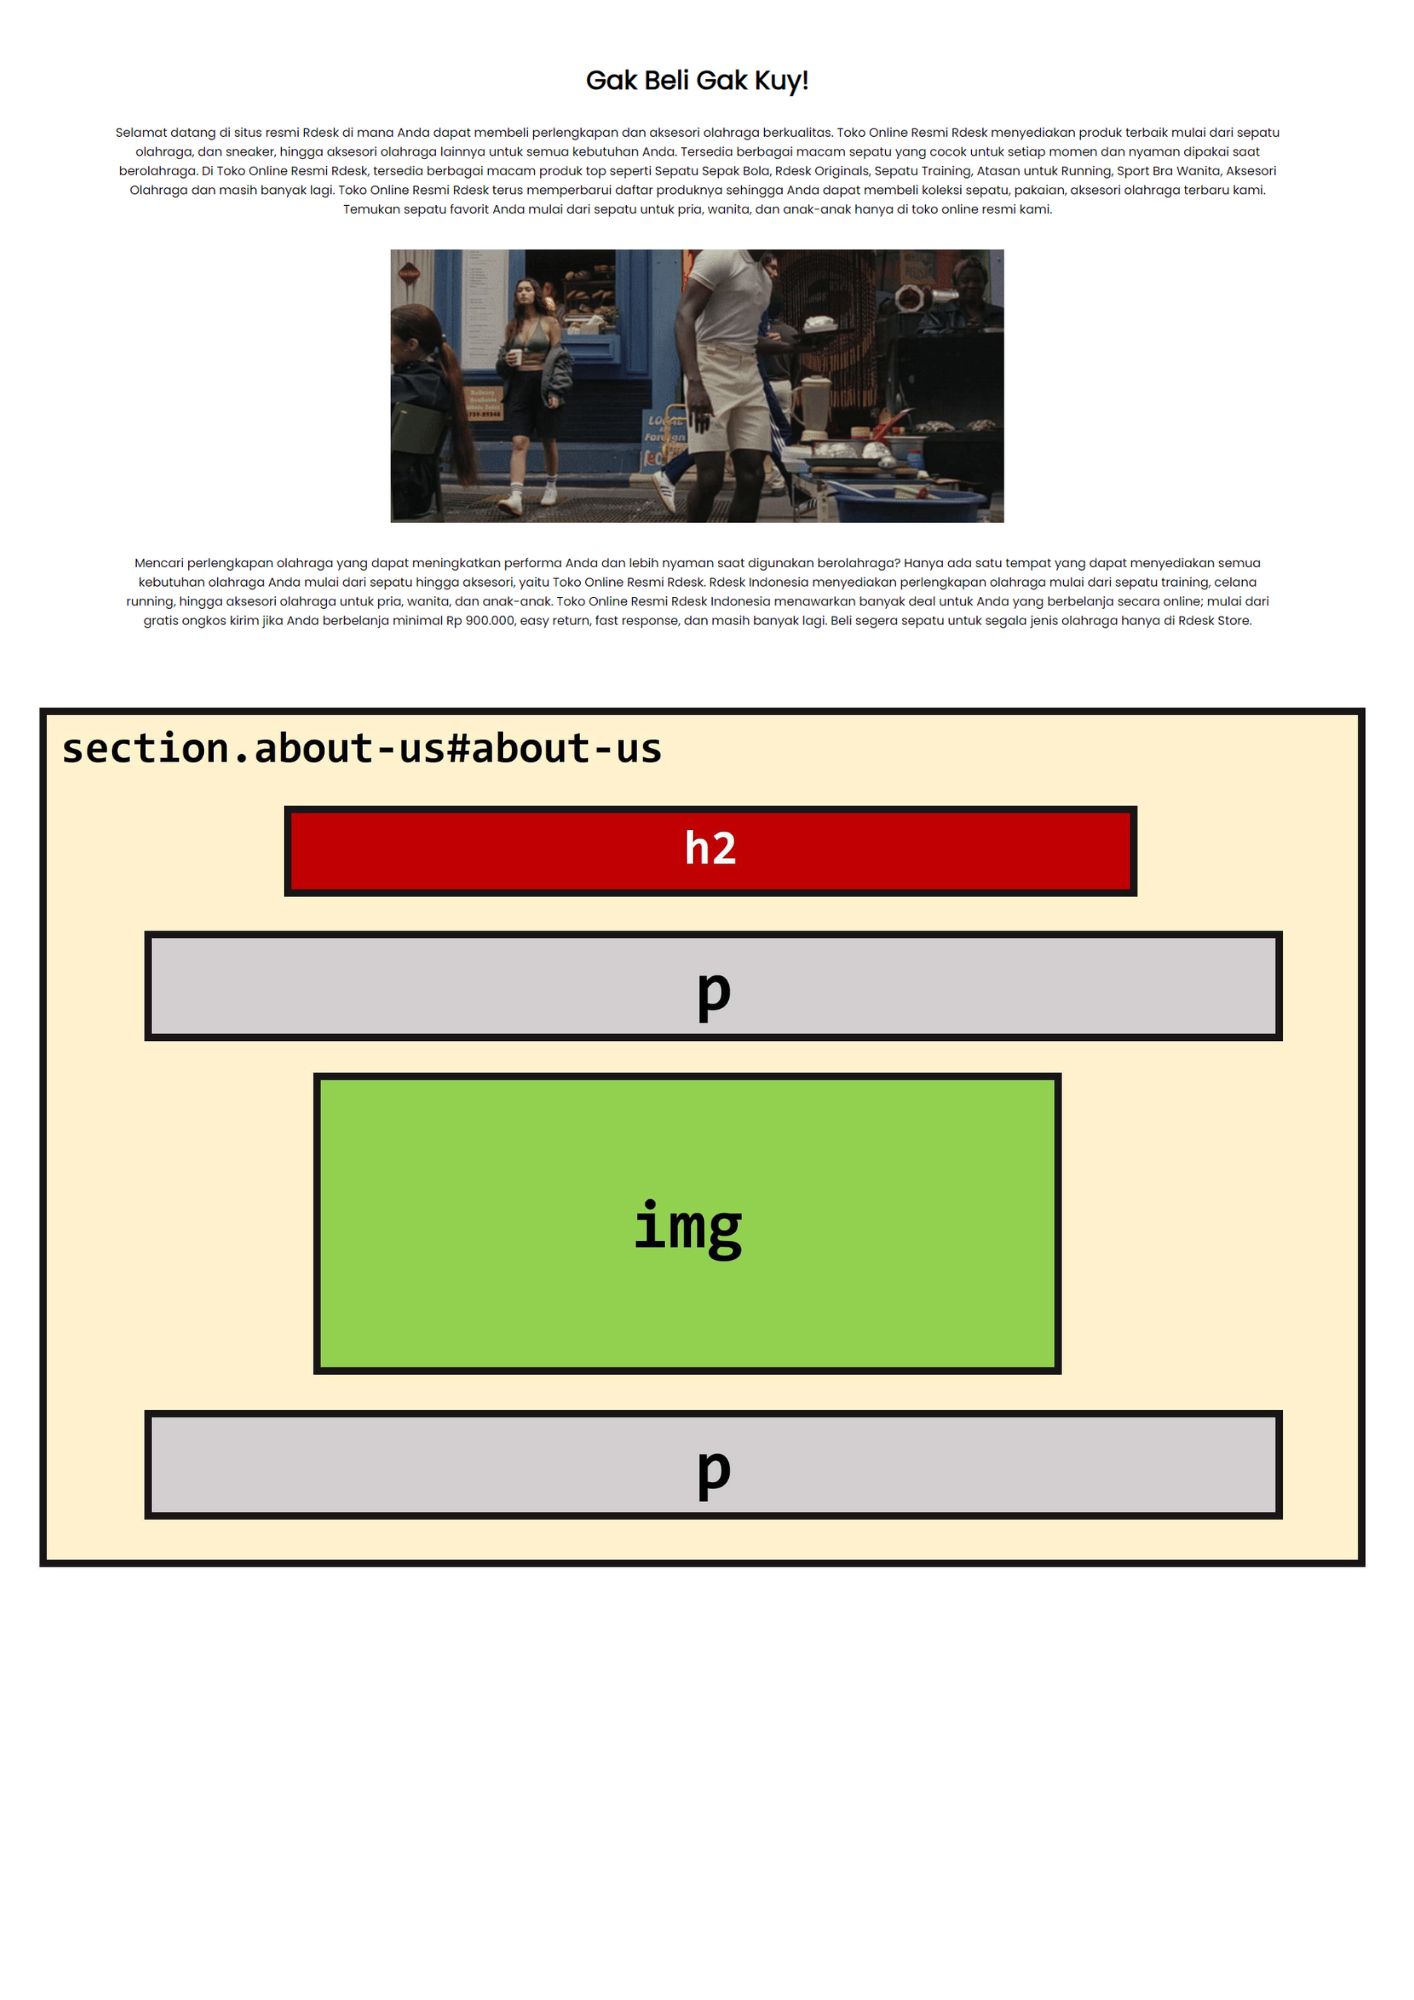 Gak Beli Gak Kuy!
Selamat datang di situs resmi Rdesk di mana Anda dapat membeli perlengkapan dan aksesori olahraga berkualitas. Toko Online Resmi Rdesk menyediakan produk terbaik mulai dari sepatu
olahraga, dan sneaker, hingga aksesori olahraga lainnya untuk semua kebutuhan Anda. Tersedia berbagai macam sepatu yang cocok untuk setiap momen dan nyaman dipakai saat
berolahraga. Di Toko Online Resmi Rdesk, tersedia berbagai macam produk top seperti Sepatu Sepak Bola, Rdesk Originals, Sepatu Training, Atasan untuk Running, Sport Bra Wanita, Aksesori
Olahraga dan masih banyak lagi. Toko Online Resmi Rdesk terus memperbarui daftar produknya sehingga Anda dapat membeli koleksi sepatu, pakaian, aksesori olahraga terbaru kami.
Temukan sepatu favorit Anda mulai dari sepatu untuk pria, wanita, dan anak-anak hanya di toko online resmi kami.
LOCAL
Foreign
Mencari perlengkapan olahraga yang dapat meningkatkan performa Anda dan lebih nyaman saat digunakan berolahraga? Hanya ada satu tempat yang dapat menyediakan semua
kebutuhan olahraga Anda mulai dari sepatu hingga aksesori, yaitu Toko Online Resmi Rdesk. Rdesk Indonesia menyediakan perlengkapan olahraga mulai dari sepatu training, celana
running, hingga aksesori olahraga untuk pria, wanita, dan anak-anak. Toko Online Resmi Rdesk Indonesia menawarkan banyak deal untuk Anda yang berbelanja secara online; mulai dari
gratis ongkos kirim jika Anda berbelanja minimal Rp 900.000, easy return, fast response, dan masih banyak lagi. Beli segera sepatu untuk segala jenis olahraga hanya di Rdesk Store.
section.about-us#about-us
h2
p
img
p